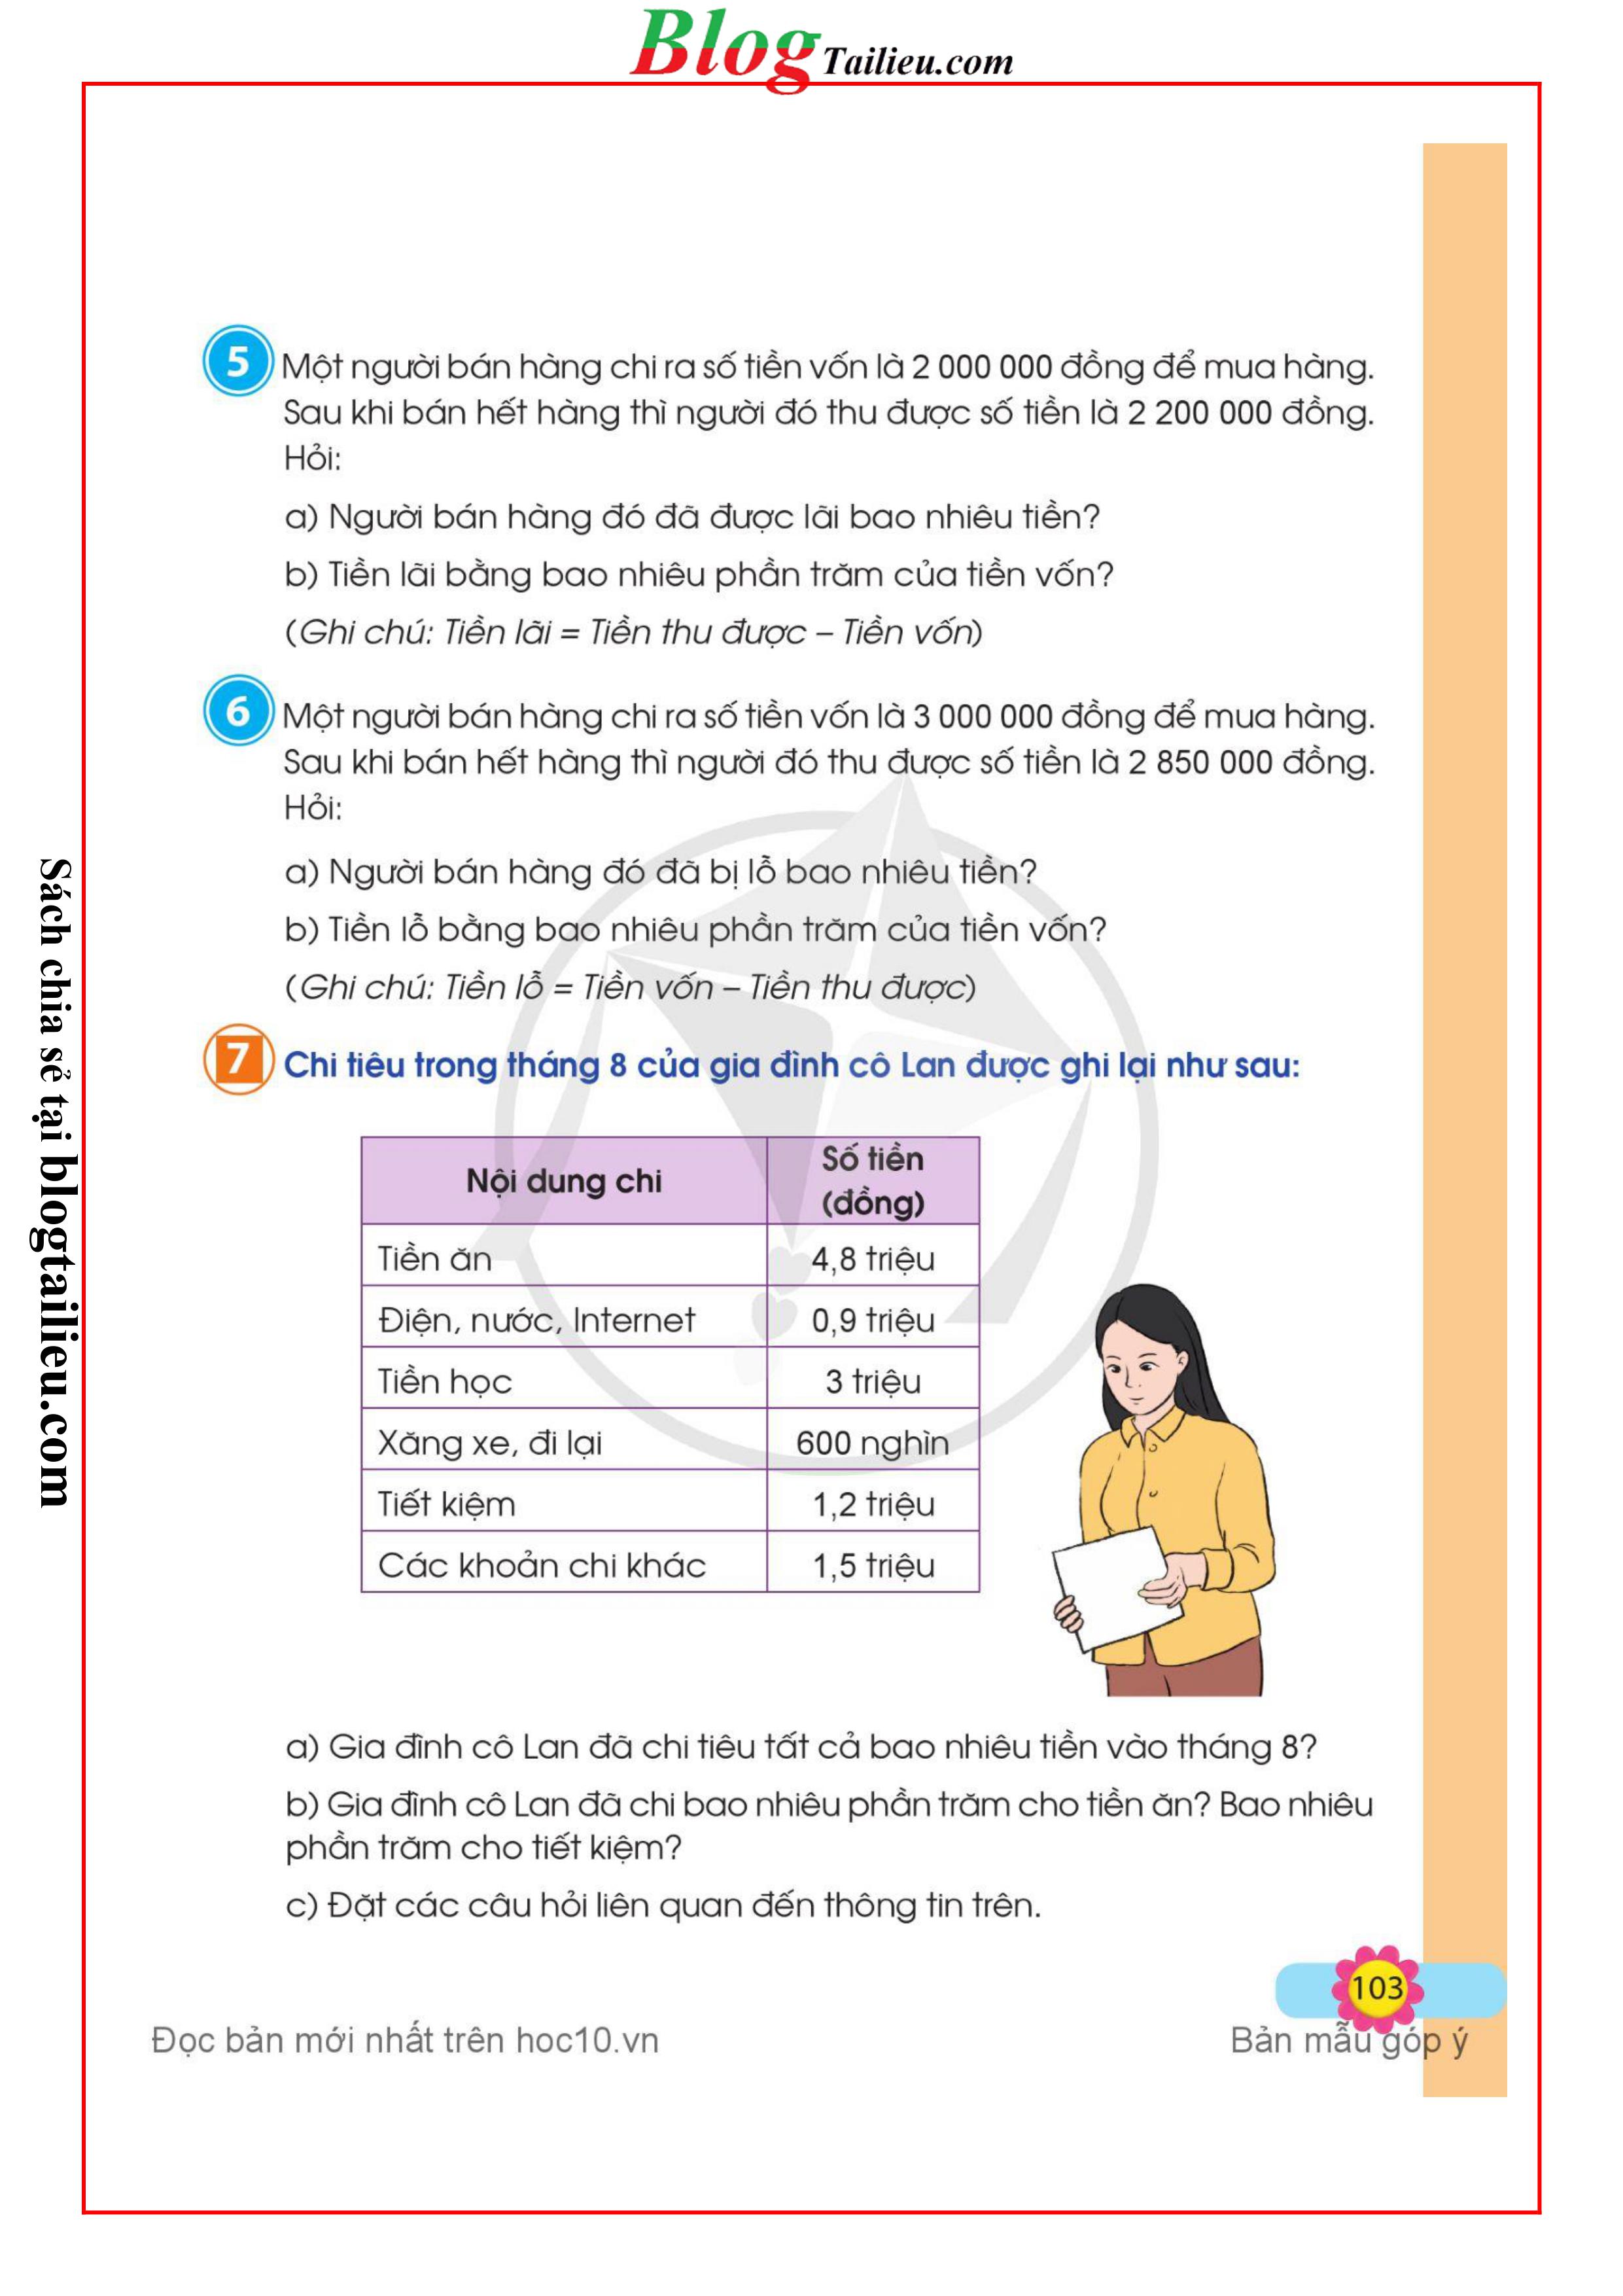 Blog Tailieu.com
5 Một người bán hàng chi ra số tiền vốn là 2 000 000 đồng để mua hàng.
Sau khi bán hết hàng thì người đó thu được số tiền là 2 200 000 đồng.
Hỏi:
a) Người bán hàng đó đã được lãi bao nhiêu tiền?
b) Tiền lãi bằng bao nhiêu phần trăm của tiền vốn?
(Ghi chú: Tiền lãi = Tiền thu được – Tiền vốn)
6 Một người bán hàng chi ra số tiền vốn là 3 000 000 đồng để mua hàng.
Sau khi bán hết hàng thì người đó thu được số tiền là 2 850 000 đồng.
Hỏi:
a) Người bán hàng đó đã bị lỗ bao nhiêu tiền?
b) Tiền lỗ bằng bao nhiêu phần trăm của tiền vốn?
(Ghi chú: Tiền lỗ = Tiền vốn – Tiền thu được)
7 Chi tiêu trong tháng 8 của gia đình cô Lan được ghi lại như sau:
Nội dung chi Số tiền
(đồng)
Tiền ăn 4,8 triệu
Điện, nước, Internet 0,9 triệu
Tiền học 3 triệu
Xăng xe, đi lại 600 nghìn
Tiết kiệm 1,2 triệu
Các khoản chi khác 1,5 triệu
a) Gia đình cô Lan đã chi tiêu tất cả bao nhiêu tiền vào tháng 8?
b) Gia đình cô Lan đã chi bao nhiêu phần trăm cho tiền ăn? Bao nhiêu
phần trăm cho tiết kiệm?
c) Đặt các câu hỏi liên quan đến thông tin trên.
103
Đọc bản mới nhất trên hoc10.vn Bản mẫu góp ý
Sách chia sẻ tại blogtailieu.com